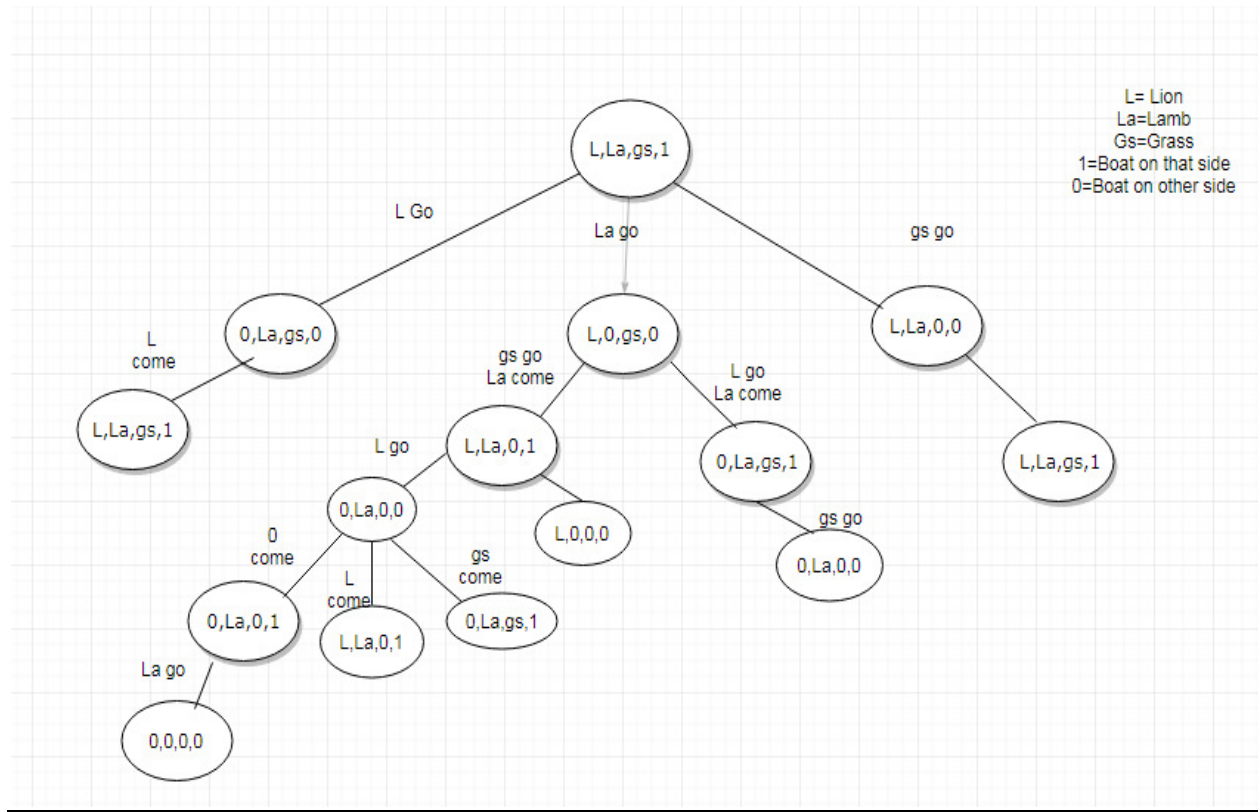 L= Lion
La=Lamb
Gs=Grass
1=Boat on that side
0=Boat on other side
L,La,gs,1
L Go
La go
gs go
0,La,gs,0
L,0,gs,0
L,La,0,0
L
come
gs go
La come
L go
La come
L,La,gs,1
L go
L,La,0,1
0,La,gs,1
L,La,gs,1
0,La,0,0
L,0,0,0
gs go
0,La,0,0
0
come
L
come
gs
come
0,La,0,1
L,La,0,1
0,La,gs,1
La go
0,0,0,0